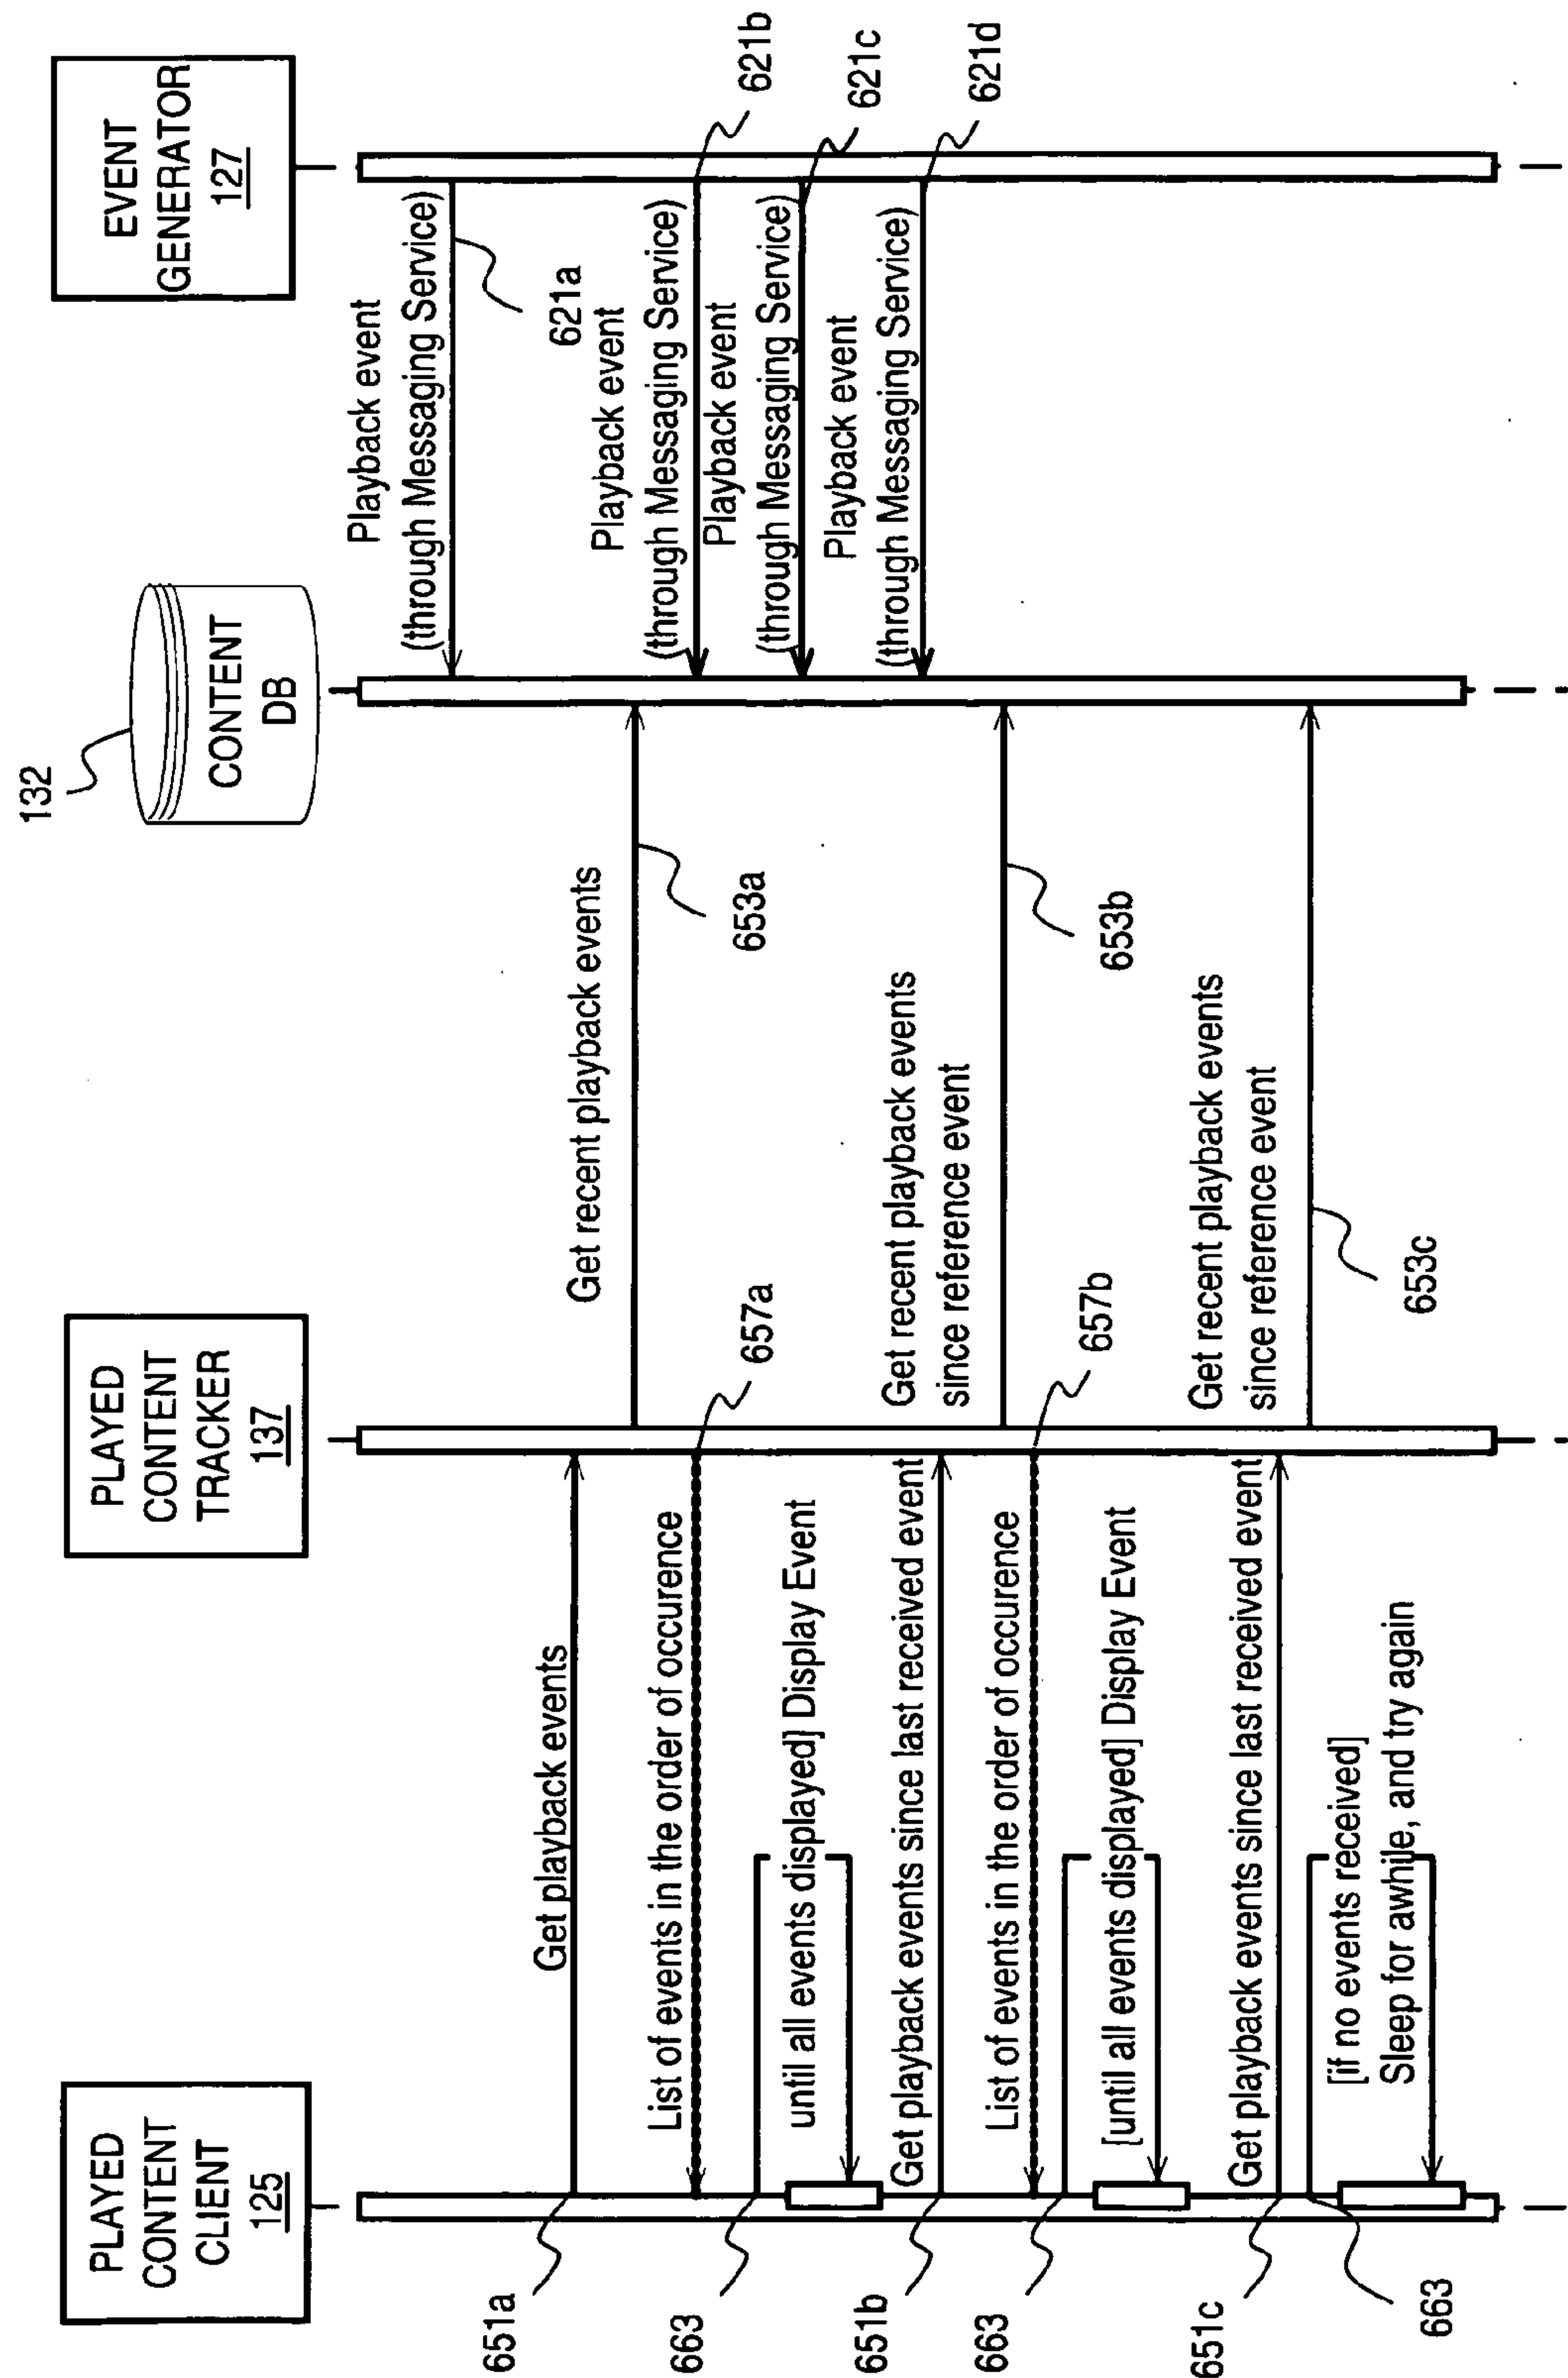 132
PLAYED
CONTENT
CLIENT
125
PLAYED
CONTENT
TRACKER
137
CONTENT
DB
EVENT
GENERATOR
127
Playback event
(through Messaging Service)
621a
651a
Get playback events
Get recent playback events
653a
List of events in the order of occurence
657a
Playback event
(through Messaging Service)
621b
663
until all events displayed] Display Event
Playback event
(through Messaging Service)
621c
651b
Get playback events since last received event
Playback event
(through Messaging Service)
621d
Get recent playback events
since reference event
653b
List of events in the order of occurence
657b
663
[until all events displayed] Display Event
651c
Get playback events since last received event
Get recent playback events
since reference event
653c
[if no events received]
Sleep for awhile, and try again
663